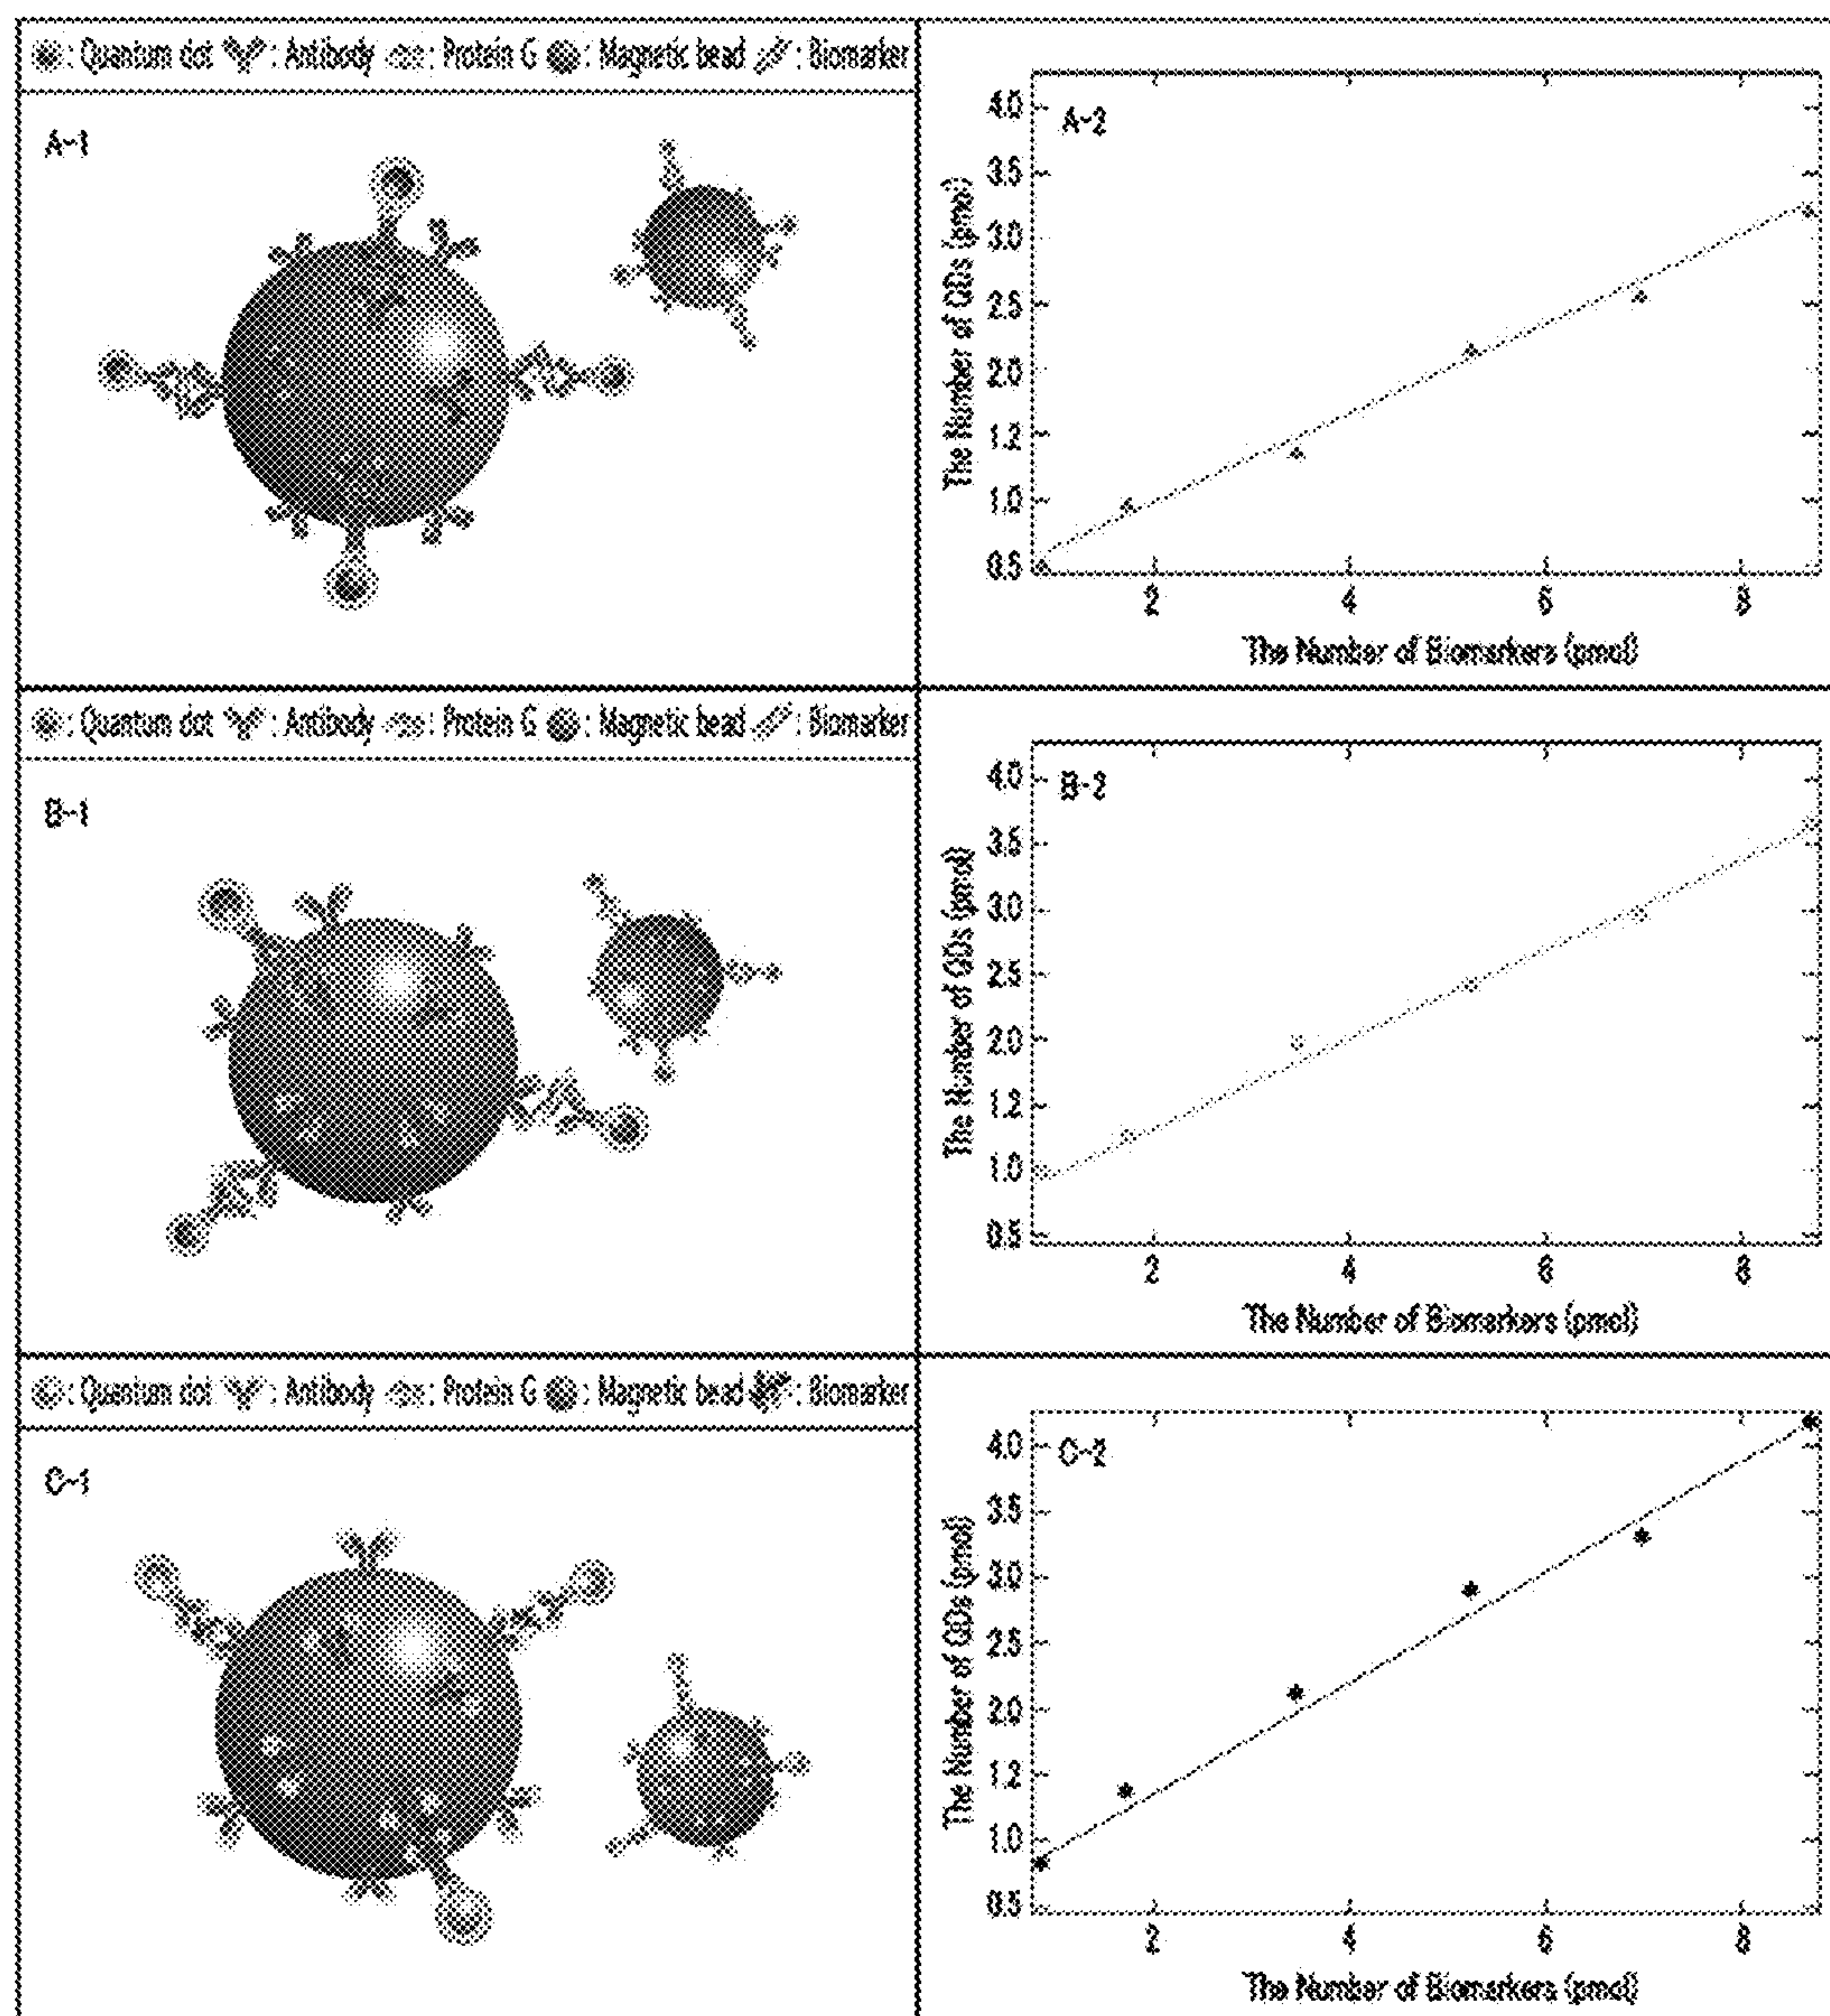 : Quantum dot : Antibody : Protein G : Magnetic bead : Biomarker
A-1
A-2
The Number of QDs (pmol)
4.0
3.5
3.0
2.5
2.0
1.2
1.0
0.5
2 4 6 8
The Number of Biomarkers (pmol)
: Quantum dot : Antibody : Protein G : Magnetic bead : Biomarker
B-1
B-2
The Number of QDs (pmol)
4.0
3.5
3.0
2.5
2.0
1.2
1.0
0.5
2 4 6 8
The Number of Biomarkers (pmol)
: Quantum dot : Antibody : Protein G : Magnetic bead : Biomarker
C-1
C-2
The Number of QDs (pmol)
4.0
3.5
3.0
2.5
2.0
1.2
1.0
0.5
2 4 6 8
The Number of Biomarkers (pmol)